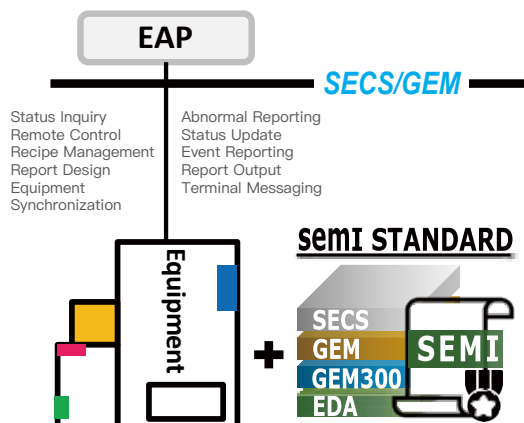 EAP
SECS/GEM
Status Inquiry
Remote Control
Recipe Management
Report Design
Equipment
Synchronization
Abnormal Reporting
Status Update
Event Reporting
Report Output
Terminal Messaging
Equipment
semI STANDARD
SECS
GEM
GEM300
EDA
SEMI